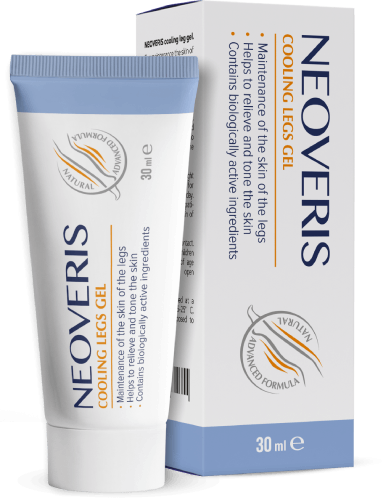 NEOVERIS
COOLING LEGS GEL
• Maintenance of the skin of the legs
• Helps to relieve and tone the skin
• Contains biologically active ingredients
NATURAL
ADVANCED FORMULA
30 ml e
NEOVERIS cooling leg gel.
NEOVERIS
COOLING LEGS GEL
• Maintenance of the skin of the legs
• Helps to relieve and tone the skin
• Contains biologically active ingredients
NATURAL
ADVANCED FORMULA
30 ml e